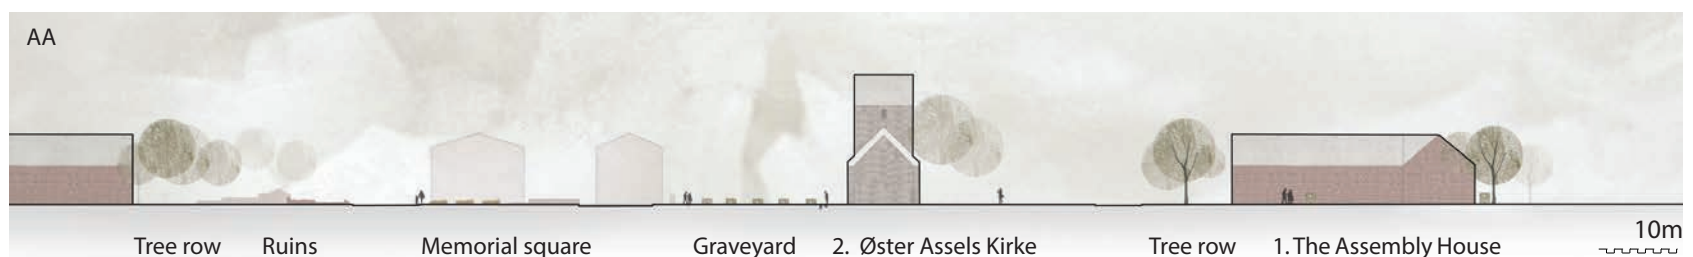 AA
Tree row Ruins Memorial square Graveyard 2. Øster Assels Kirke Tree row 1. The Assembly House
10m